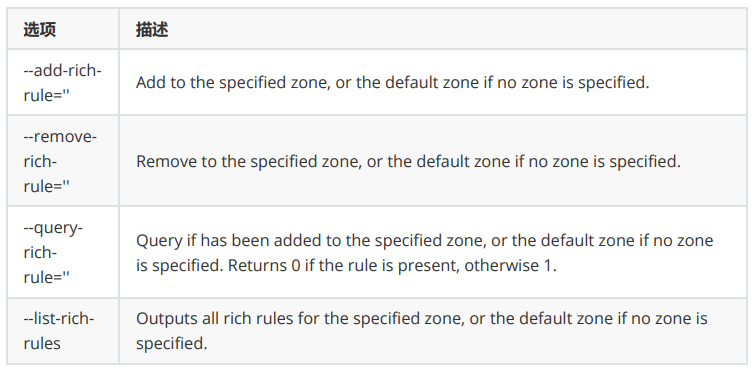 选项 描述
--add-rich-
rule=''
Add to the specified zone, or the default zone if no zone is specified.
--remove-
rich-
rule=''
Remove to the specified zone, or the default zone if no zone is specified.
--query-
rich-
rule=''
Query if has been added to the specified zone, or the default zone if no zone
is specified. Returns 0 if the rule is present, otherwise 1.
--list-rich-
rules
Outputs all rich rules for the specified zone, or the default zone if no zone is
specified.